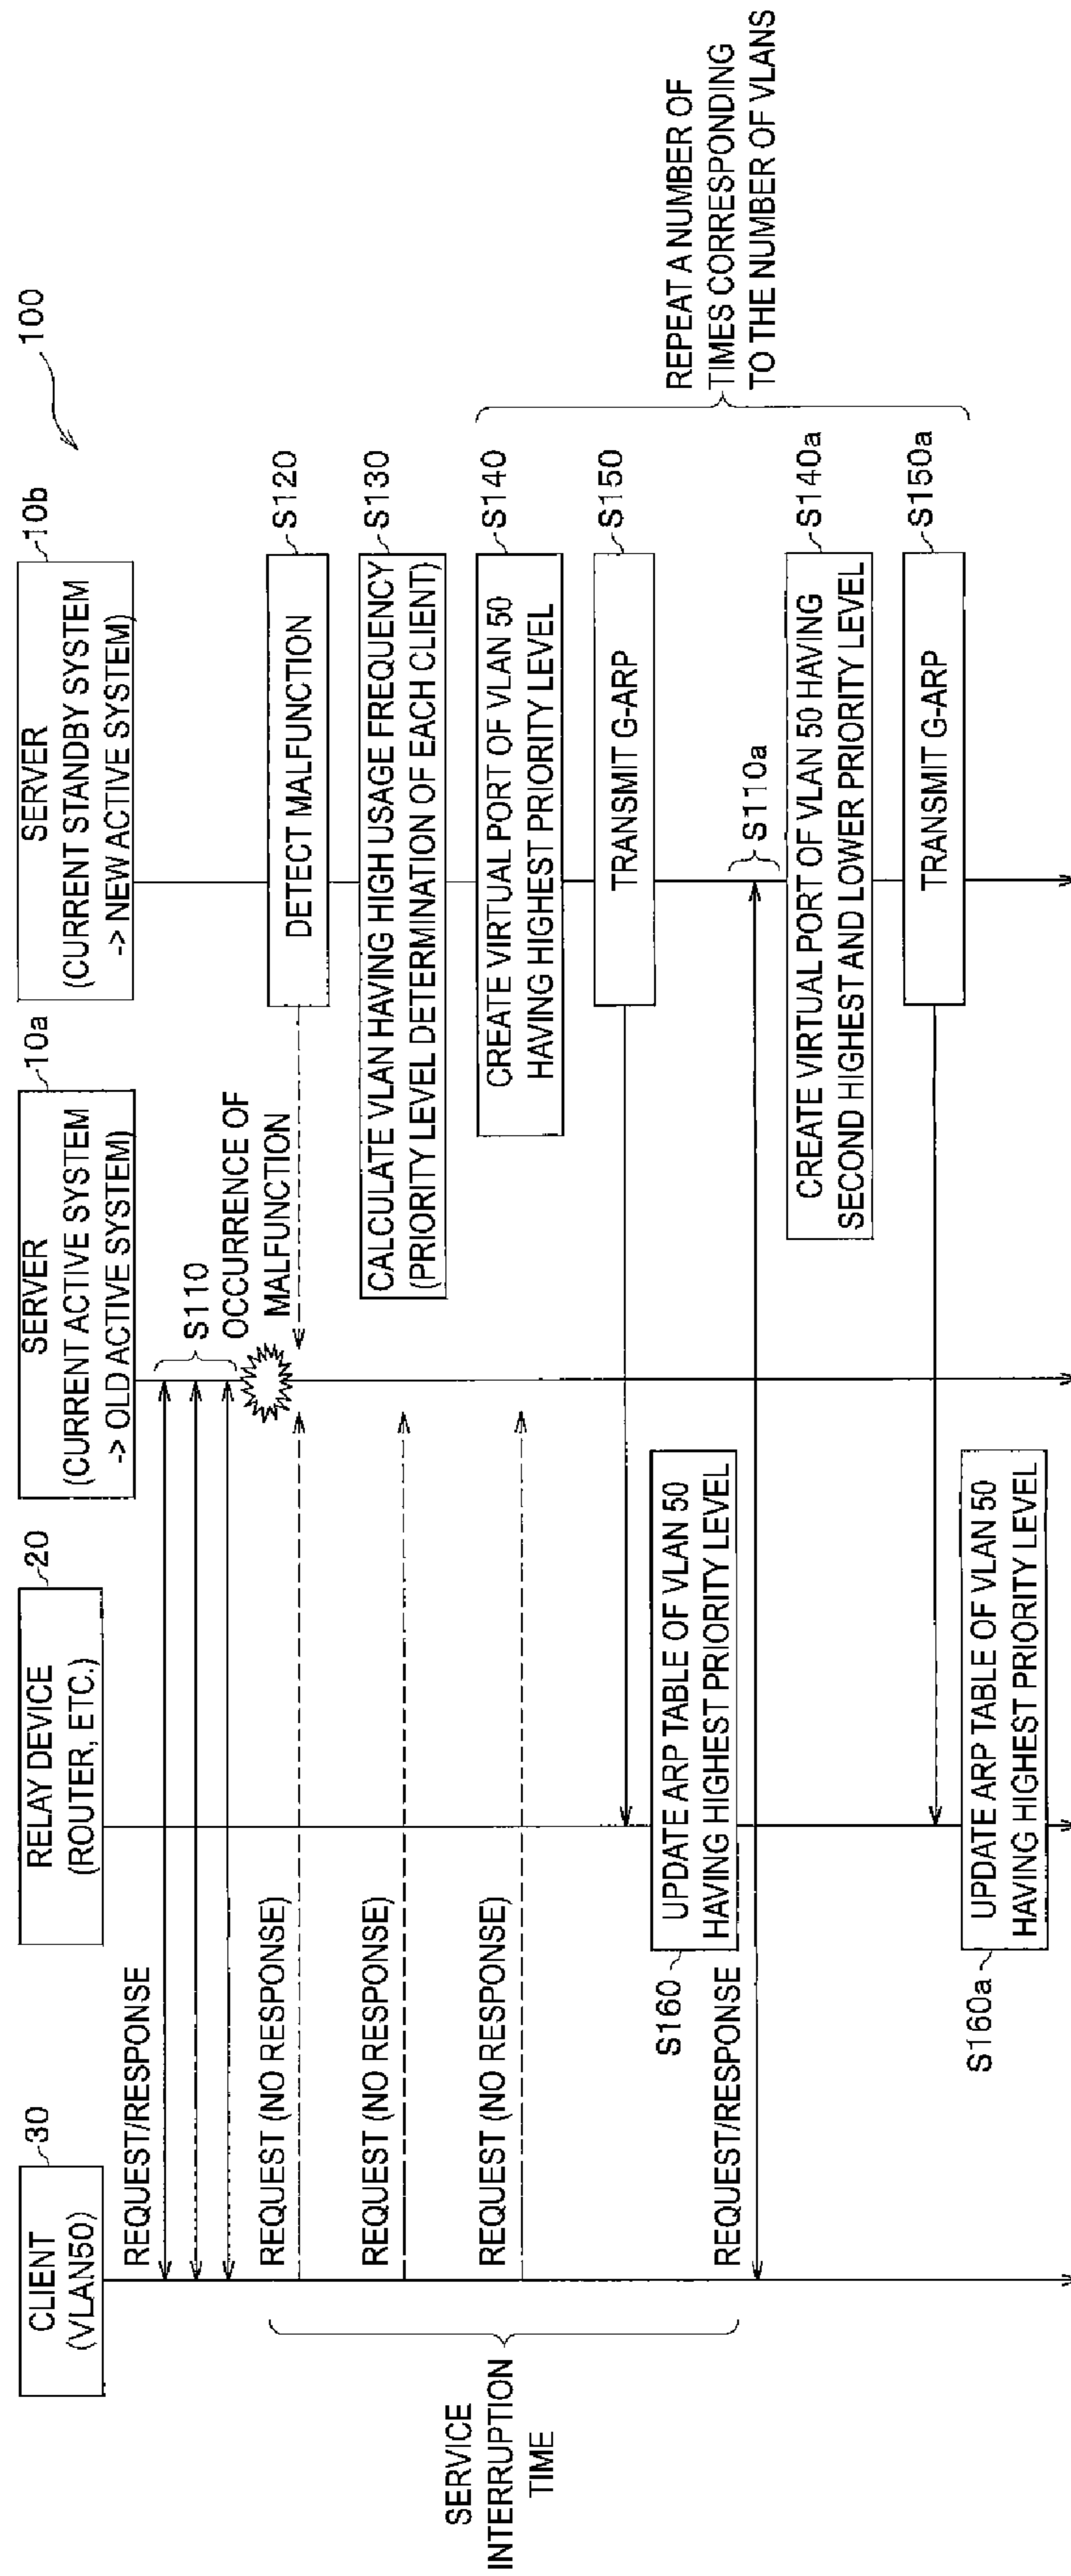 100
CLIENT
(VLAN50)
30
RELAY DEVICE
(ROUTER, ETC.)
20
SERVER
(CURRENT ACTIVE SYSTEM
-> OLD ACTIVE SYSTEM)
10a
SERVER
(CURRENT STANDBY SYSTEM
-> NEW ACTIVE SYSTEM)
10b
REQUEST/RESPONSE
S110
OCCURRENCE OF
MALFUNCTION
REQUEST (NO RESPONSE)
DETECT MALFUNCTION
S120
REQUEST (NO RESPONSE)
CALCULATE VLAN HAVING HIGH USAGE FREQUENCY
(PRIORITY LEVEL DETERMINATION OF EACH CLIENT)
S130
REQUEST (NO RESPONSE)
CREATE VIRTUAL PORT OF VLAN 50
HAVING HIGHEST PRIORITY LEVEL
S140
SERVICE
INTERRUPTION
TIME
TRANSMIT G-ARP
S150
S160
UPDATE ARP TABLE OF VLAN 50
HAVING HIGHEST PRIORITY LEVEL
REPEAT A NUMBER OF
TIMES CORRESPONDING
TO THE NUMBER OF VLANS
REQUEST/RESPONSE
S110a
CREATE VIRTUAL PORT OF VLAN 50 HAVING
SECOND HIGHEST AND LOWER PRIORITY LEVEL
S140a
TRANSMIT G-ARP
S150a
S160a
UPDATE ARP TABLE OF VLAN 50
HAVING HIGHEST PRIORITY LEVEL